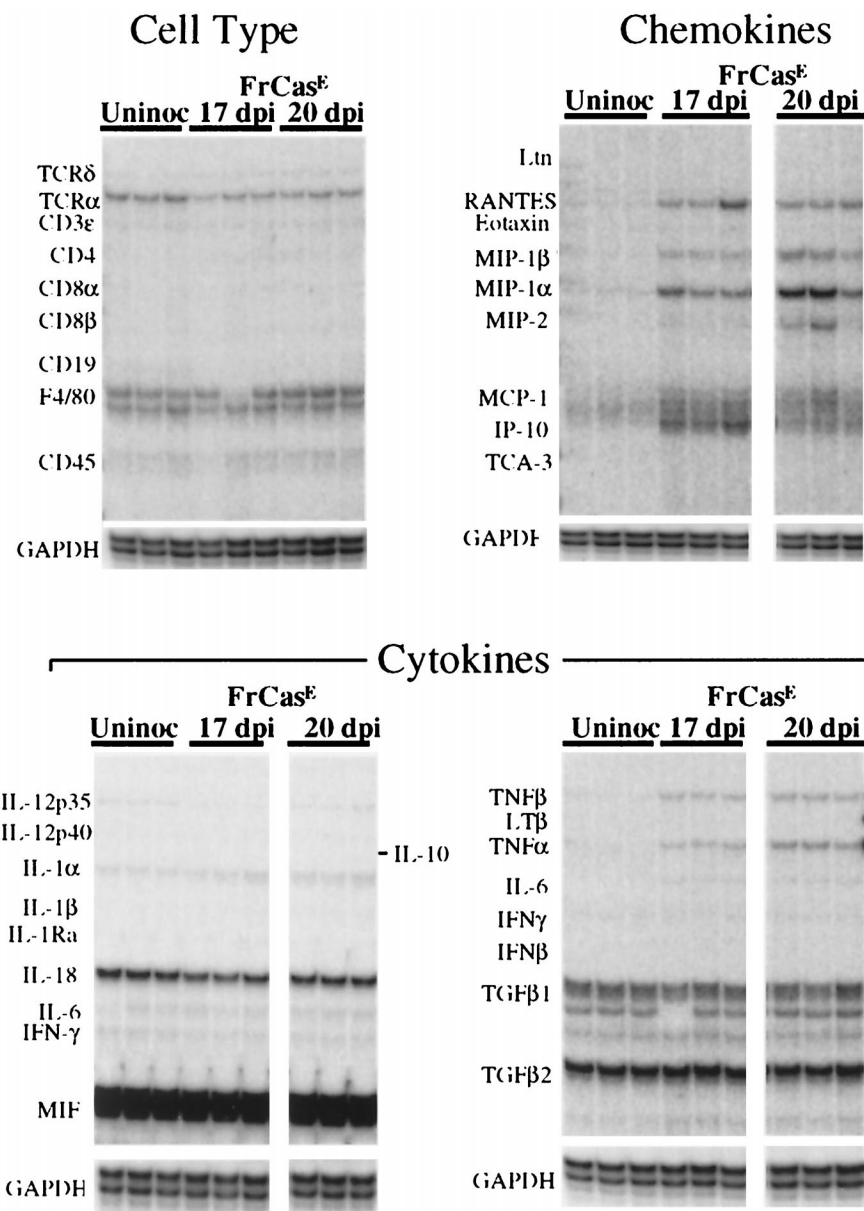 Cell Type
FrCasᴱ
Uninoc 17 dpi 20 dpi
TCRδ
TCRα
CD3ε
CD4
CD8α
CD8β
CD19
F4/80
CD45
GAPDH
Chemokines
FrCasᴱ
Uninoc 17 dpi 20 dpi
Ltn
RANTES
Eotaxin
MIP-1β
MIP-1α
MIP-2
MCP-1
IP-10
TCA-3
GAPDH
Cytokines
FrCasᴱ
Uninoc 17 dpi 20 dpi
IL-12p35
IL-12p40
IL-10
IL-1α
IL-1β
IL-1Ra
IL-18
IL-6
IFN-γ
MIF
GAPDH
FrCasᴱ
Uninoc 17 dpi 20 dpi
TNFβ
LTβ
TNFα
IL-6
IFNγ
IFNβ
TGFβ1
TGFβ2
GAPDH